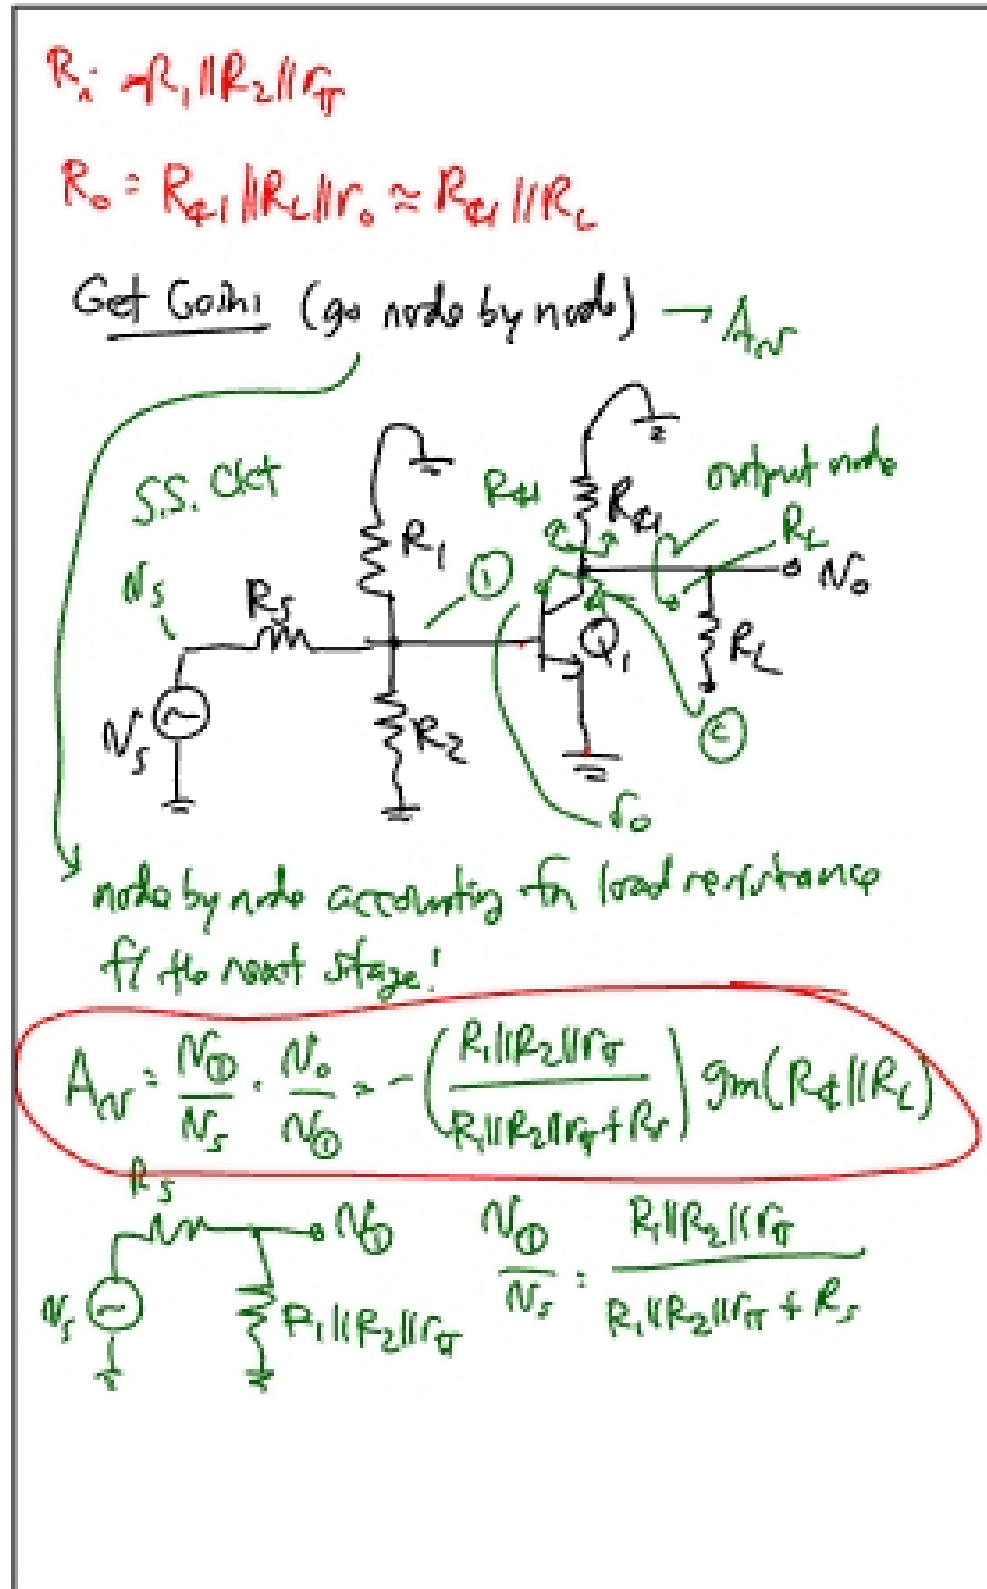 Ri = R1||R2||rπ
Ro = RC1||RL||ro ≃ RC1||RL
Get Gain: (go node by node) → Av
S.S. Ckt
output node
RC1
RC1
R1
①
RL
vo
vs
Rs
Q1
RL
vs
R2
②
ro
node by node accounting for load resistance
of the next stage!
Av = v①/vs · vo/v① = -(R1||R2||rπ / R1||R2||rπ + Rs) gm(RC||RL)
Rs
v①
v①/vs = R1||R2||rπ / R1||R2||rπ + Rs
vs
R1||R2||rπ